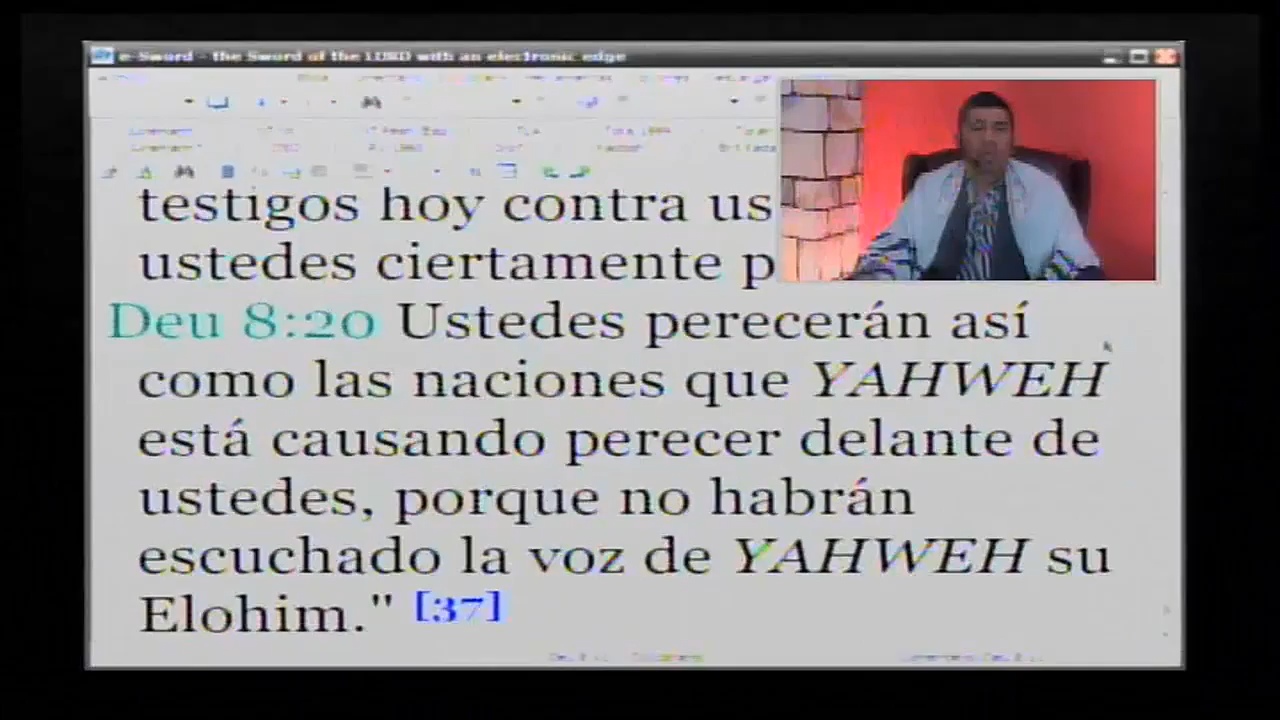 e-Sword - the Sword of the LORD with an electronic edge
testigos hoy contra us
ustedes ciertamente p
Deu 8:20 Ustedes perecerán así
como las naciones que YAHWEH
está causando perecer delante de
ustedes, porque no habrán
escuchado la voz de YAHWEH su
Elohim." [37]